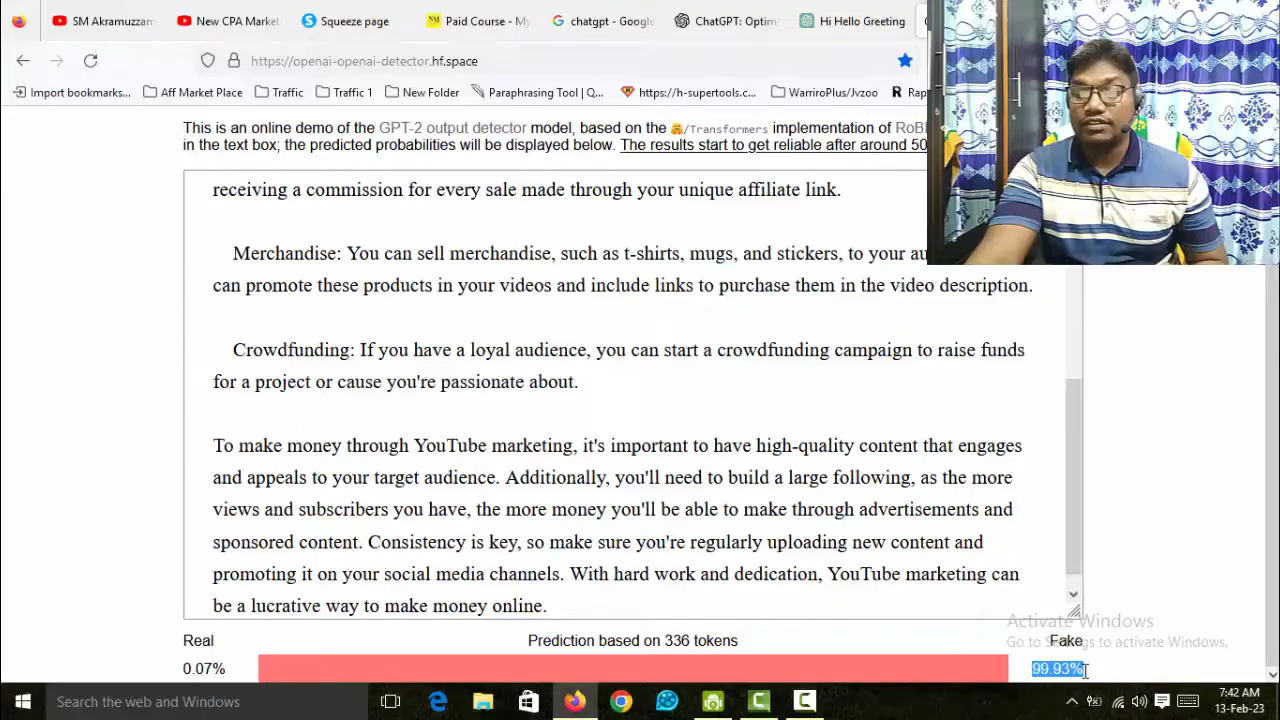 SM Akramuzzam
New CPA Market
Squeeze page
SM
Paid Course - My
chatgpt - Google
ChatGPT: Optim
Hi Hello Greeting
https://openai-openai-detector.hf.space
Import bookmarks...
Aff Market Place
Traffic
Traffic 1
New Folder
Paraphrasing Tool | Q...
https://h-supertools.c...
WarriroPlus/Jvzoo
R Rap
This is an online demo of the GPT-2 output detector model, based on the /Transformers implementation of
in the text box; the predicted probabilities will be displayed below. The results start to get reliable after around 50
receiving a commission for every sale made through your unique affiliate link.
Merchandise: You can sell merchandise, such as t-shirts, mugs, and stickers, to your au
can promote these products in your videos and include links to purchase them in the video description.
Crowdfunding: If you have a loyal audience, you can start a crowdfunding campaign to raise funds
for a project or cause you're passionate about.
To make money through YouTube marketing, it's important to have high-quality content that engages
and appeals to your target audience. Additionally, you'll need to build a large following, as the more
views and subscribers you have, the more money you'll be able to make through advertisements and
sponsored content. Consistency is key, so make sure you're regularly uploading new content and
promoting it on your social media channels. With hard work and dedication, YouTube marketing can
be a lucrative way to make money online.
Activate Windows
Go to Settings to activate Windows.
Real
Prediction based on 336 tokens
Fake
0.07%
99.93%
Search the web and Windows
7:42 AM
13-Feb-23